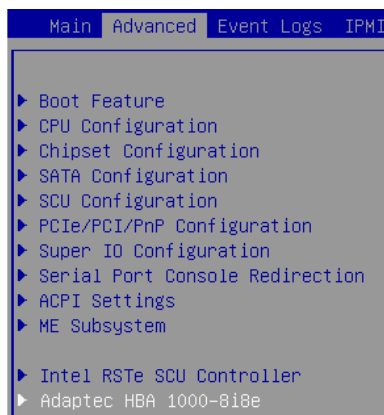 Main Advanced Event Logs IPMI
Boot Feature
CPU Configuration
Chipset Configuration
SATA Configuration
SCU Configuration
PCIe/PCI/PnP Configuration
Super IO Configuration
Serial Port Console Redirection
ACPI Settings
ME Subsystem
Intel RSTe SCU Controller
Adaptec HBA 1000-8i8e